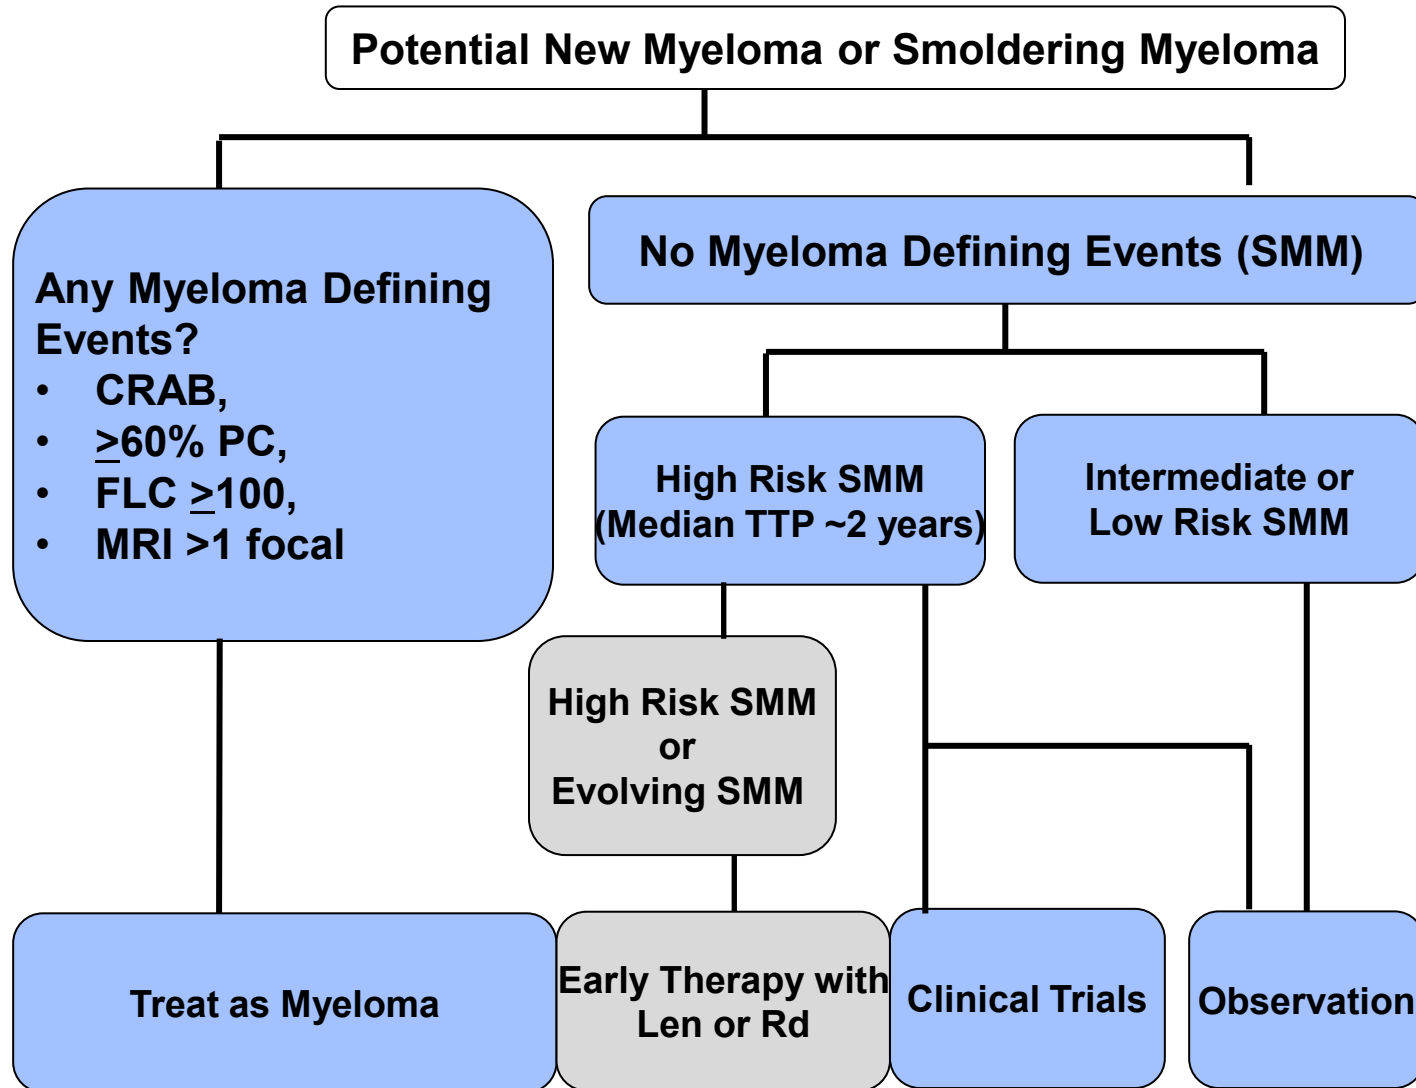 Potential New Myeloma or Smoldering Myeloma
Any Myeloma Defining
Events?
• CRAB,
• ≥60% PC,
• FLC ≥100,
• MRI >1 focal
No Myeloma Defining Events (SMM)
High Risk SMM
(Median TTP ~2 years)
Intermediate or
Low Risk SMM
High Risk SMM
or
Evolving SMM
Treat as Myeloma
Early Therapy with
Len or Rd
Clinical Trials
Observation